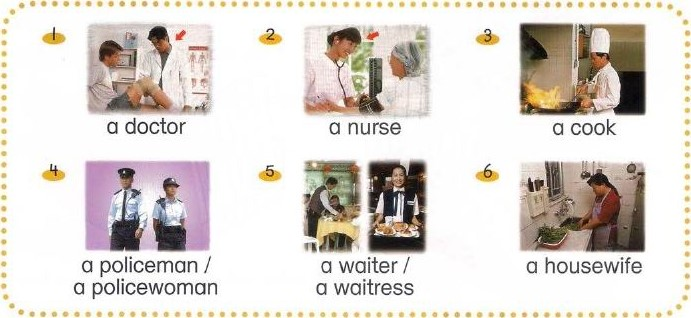 1
2
3
a doctor
a nurse
a cook
4
5
6
a policeman /
a policewoman
a waiter /
a waitress
a housewife